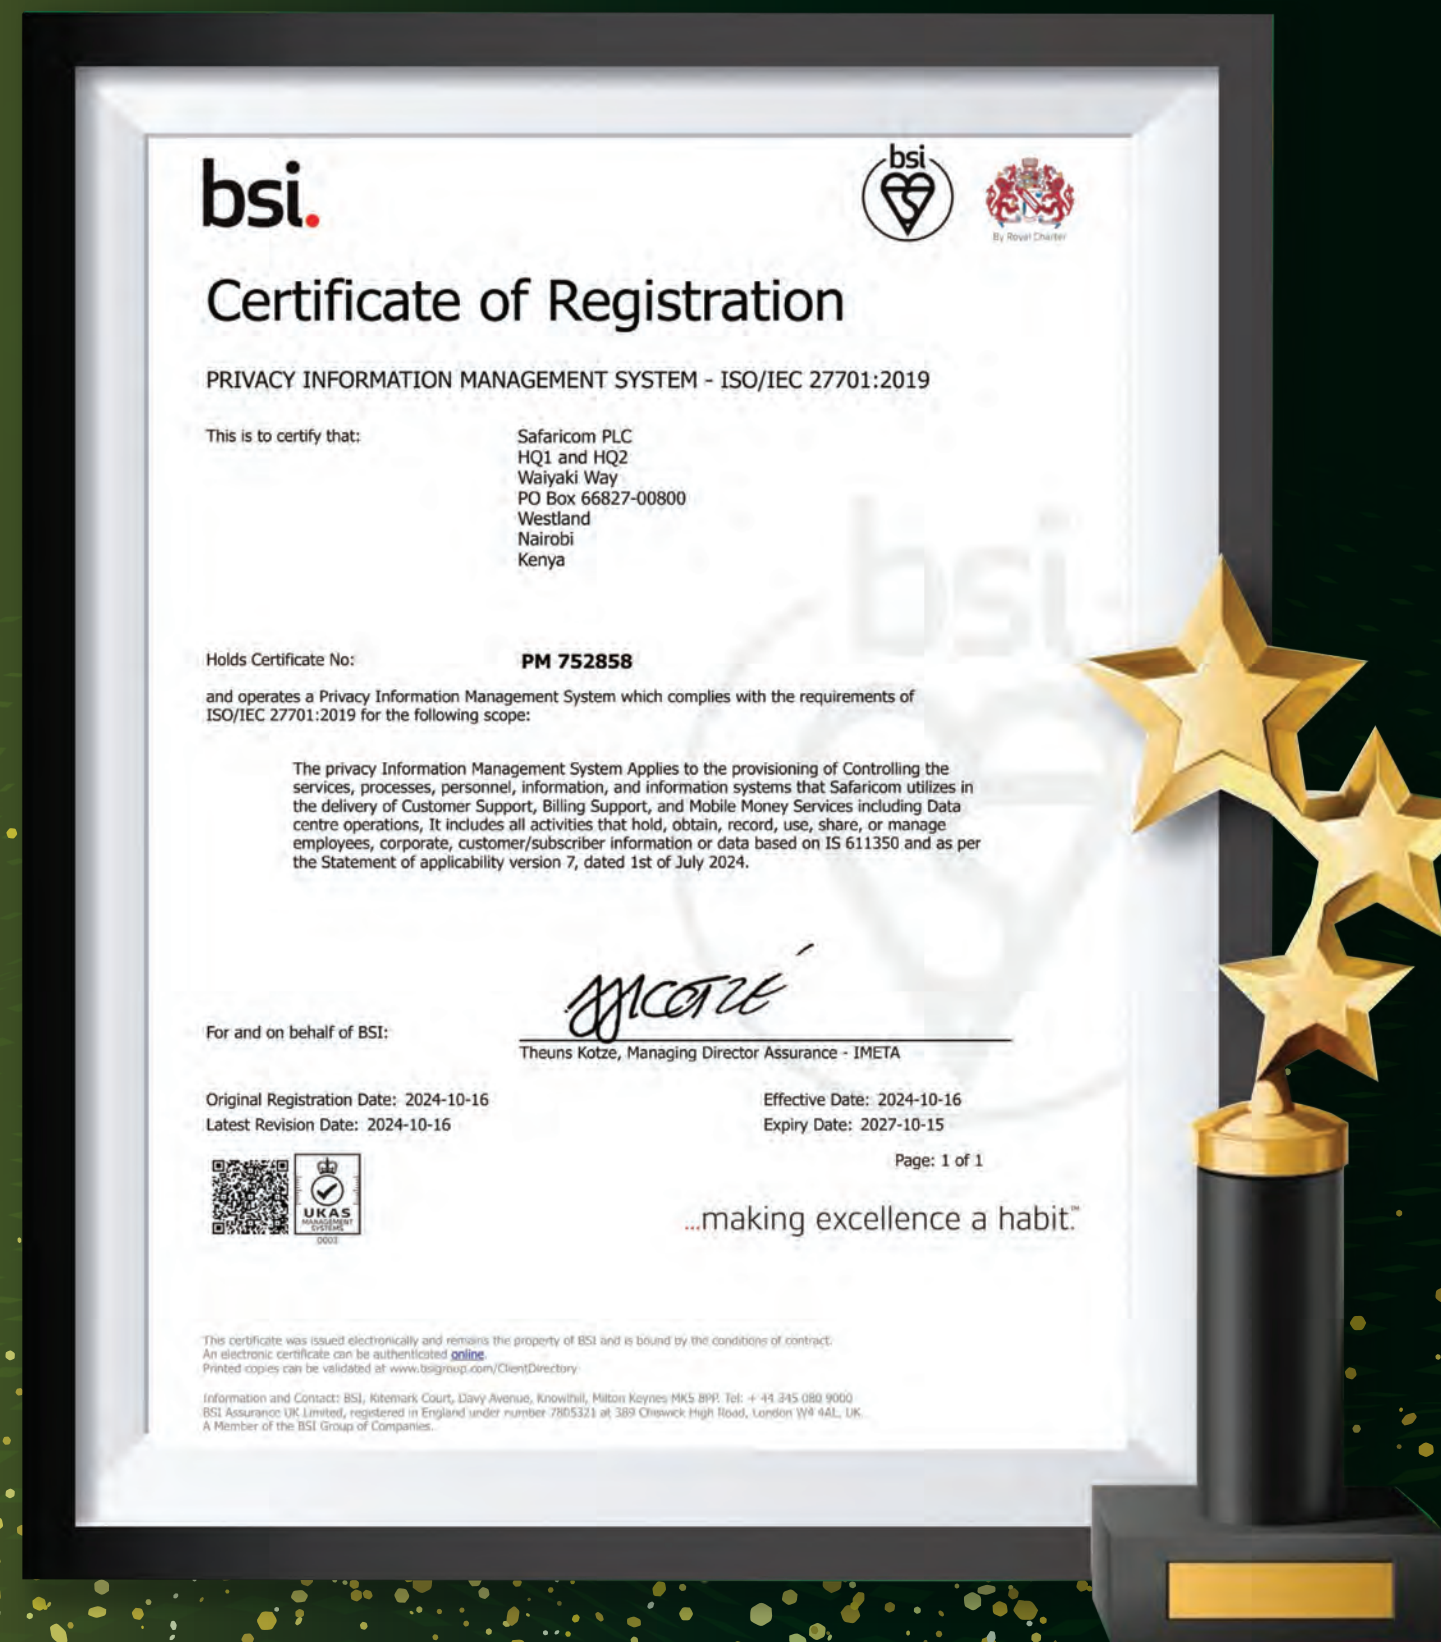 bsi.
bsi
By Royal Charter
Certificate of Registration
PRIVACY INFORMATION MANAGEMENT SYSTEM - ISO/IEC 27701:2019
This is to certify that:
Safaricom PLC
HQ1 and HQ2
Waiyaki Way
PO Box 66827-00800
Westland
Nairobi
Kenya
bsi
Holds Certificate No:
PM 752858
and operates a Privacy Information Management System which complies with the requirements of
ISO/IEC 27701:2019 for the following scope:
The privacy Information Management System Applies to the provisioning of Controlling the
services, processes, personnel, information, and information systems that Safaricom utilizes in
the delivery of Customer Support, Billing Support, and Mobile Money Services including Data
centre operations, It includes all activities that hold, obtain, record, use, share, or manage
employees, corporate, customer/subscriber information or data based on IS 611350 and as per
the Statement of applicability version 7, dated 1st of July 2024.
For and on behalf of BSI:
Theuns Kotze, Managing Director Assurance - IMETA
Original Registration Date: 2024-10-16
Effective Date: 2024-10-16
Latest Revision Date: 2024-10-16
Expiry Date: 2027-10-15
Page: 1 of 1
UKAS
MANAGEMENT
SYSTEMS
0003
...making excellence a habit.™
This certificate was issued electronically and remains the property of BSI and is bound by the conditions of contract.
An electronic certificate can be authenticated online.
Printed copies can be validated at www.bsigroup.com/ClientDirectory
Information and Contact: BSI, Kitemark Court, Davy Avenue, Knowlhill, Milton Keynes MK5 8PP. Tel: + 44 345 080 9000
BSI Assurance UK Limited, registered in England under number 7805321 at 389 Chiswick High Road, London W4 4AL, UK.
A Member of the BSI Group of Companies.